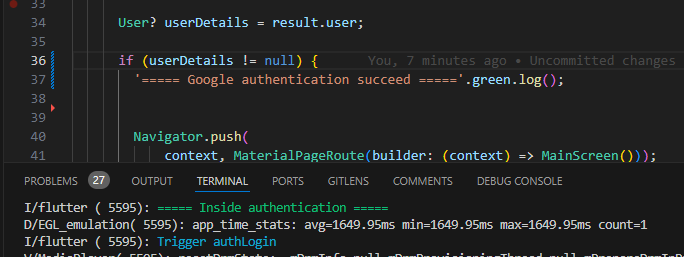 33
34 User? userDetails = result.user;
35
36 if (userDetails != null) { You, 7 minutes ago • Uncommitted changes
37 '===== Google authentication succeed ====='.green.log();
38
39
40 Navigator.push(
41 context, MaterialPageRoute(builder: (context) => MainScreen()));
PROBLEMS 27 OUTPUT TERMINAL PORTS GITLENS COMMENTS DEBUG CONSOLE
I/flutter ( 5595): ===== Inside authentication =====
D/EGL_emulation( 5595): app_time_stats: avg=1649.95ms min=1649.95ms max=1649.95ms count=1
I/flutter ( 5595): Trigger authLogin